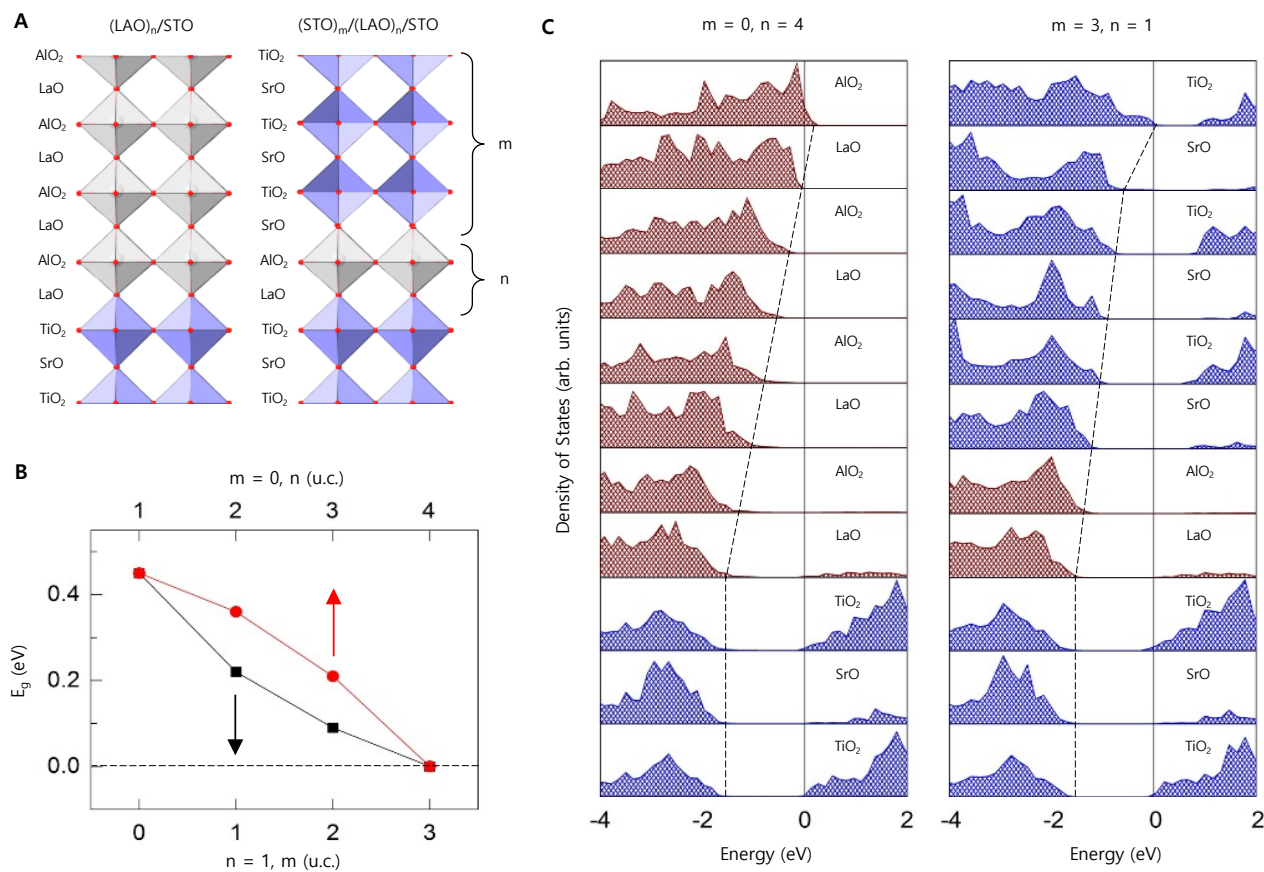 A
(LAO)n/STO
(STO)m/(LAO)n/STO
AlO2
LaO
AlO2
LaO
AlO2
LaO
AlO2
LaO
TiO2
SrO
TiO2
TiO2
SrO
TiO2
SrO
TiO2
SrO
AlO2
LaO
TiO2
SrO
TiO2
m
n
B
m = 0, n (u.c.)
1 2 3 4
Eg (eV)
0.4
0.2
0.0
0 1 2 3
n = 1, m (u.c.)
C
m = 0, n = 4
m = 3, n = 1
Density of States (arb. units)
AlO2
LaO
AlO2
LaO
AlO2
LaO
AlO2
LaO
TiO2
SrO
TiO2
-4 -2 0 2
Energy (eV)
TiO2
SrO
TiO2
SrO
TiO2
SrO
AlO2
LaO
TiO2
SrO
TiO2
-4 -2 0 2
Energy (eV)